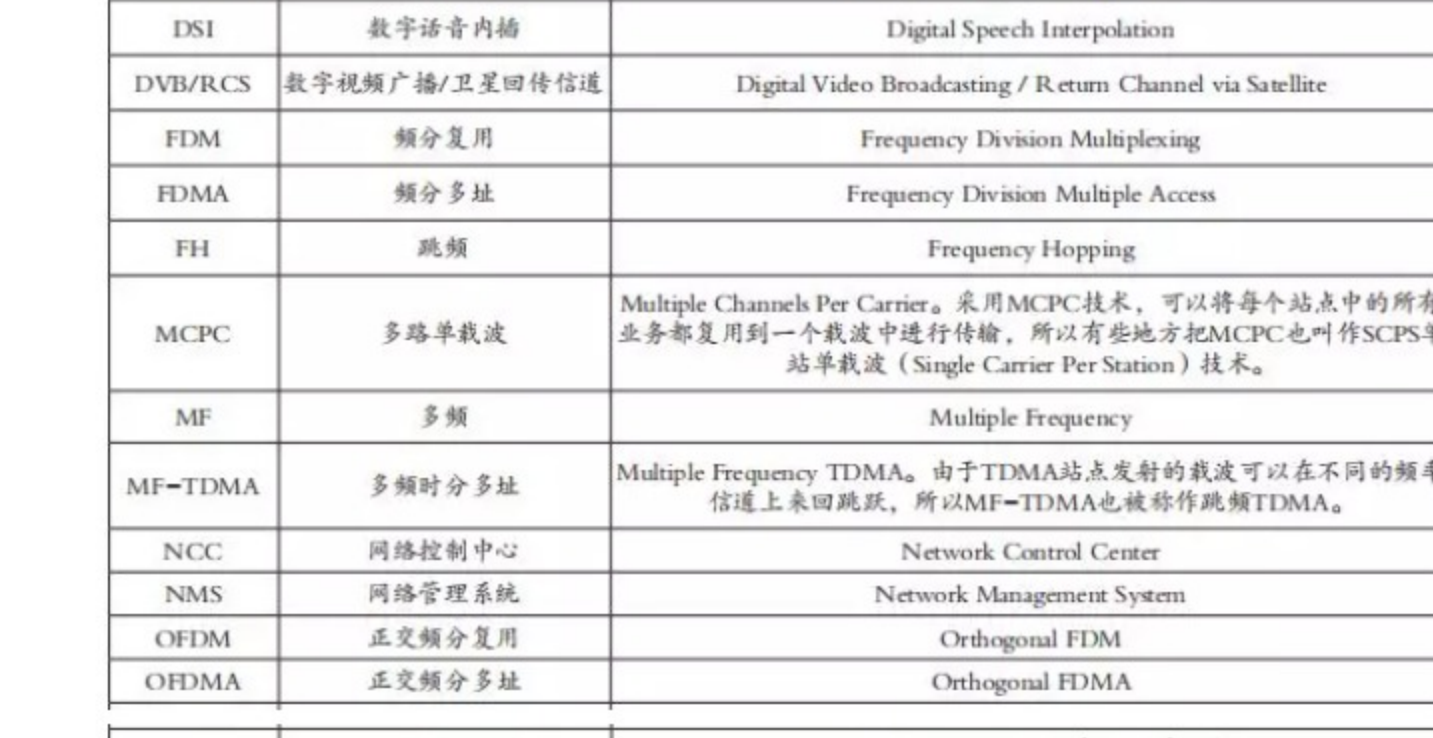 DSI 数字话音内插 Digital Speech Interpolation
DVB/RCS 数字视频广播/卫星回传信道 Digital Video Broadcasting / Return Channel via Satellite
FDM 频分复用 Frequency Division Multiplexing
FDMA 频分多址 Frequency Division Multiple Access
FH 跳频 Frequency Hopping
MCPC 多路单载波 Multiple Channels Per Carrier。采用MCPC技术，可以将每个站点中的所有
业务都复用到一个载波中进行传输，所以有些地方把MCPC也叫作SCPS单
站单载波（Single Carrier Per Station）技术。
MF 多频 Multiple Frequency
MF-TDMA 多频时分多址 Multiple Frequency TDMA。由于TDMA站点发射的载波可以在不同的频率
信道上来回跳跃，所以MF-TDMA也被称作跳频TDMA。
NCC 网络控制中心 Network Control Center
NMS 网络管理系统 Network Management System
OFDM 正交频分复用 Orthogonal FDM
OFDMA 正交频分多址 Orthogonal FDMA